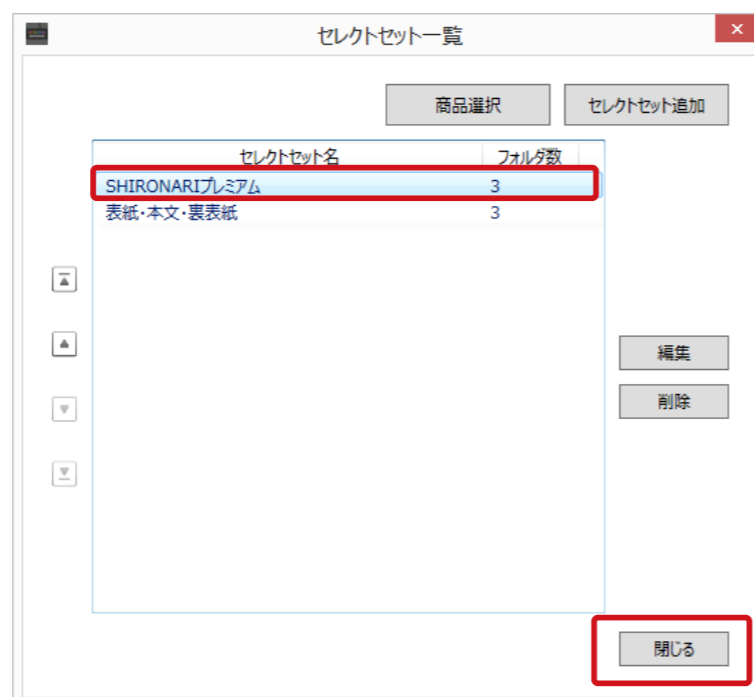 セレクトセット一覧
商品選択 セレクトセット追加
セレクトセット名 フォルダ数
SHIRONARIプレミアム 3
表紙・本文・裏表紙 3
編集
削除
閉じる